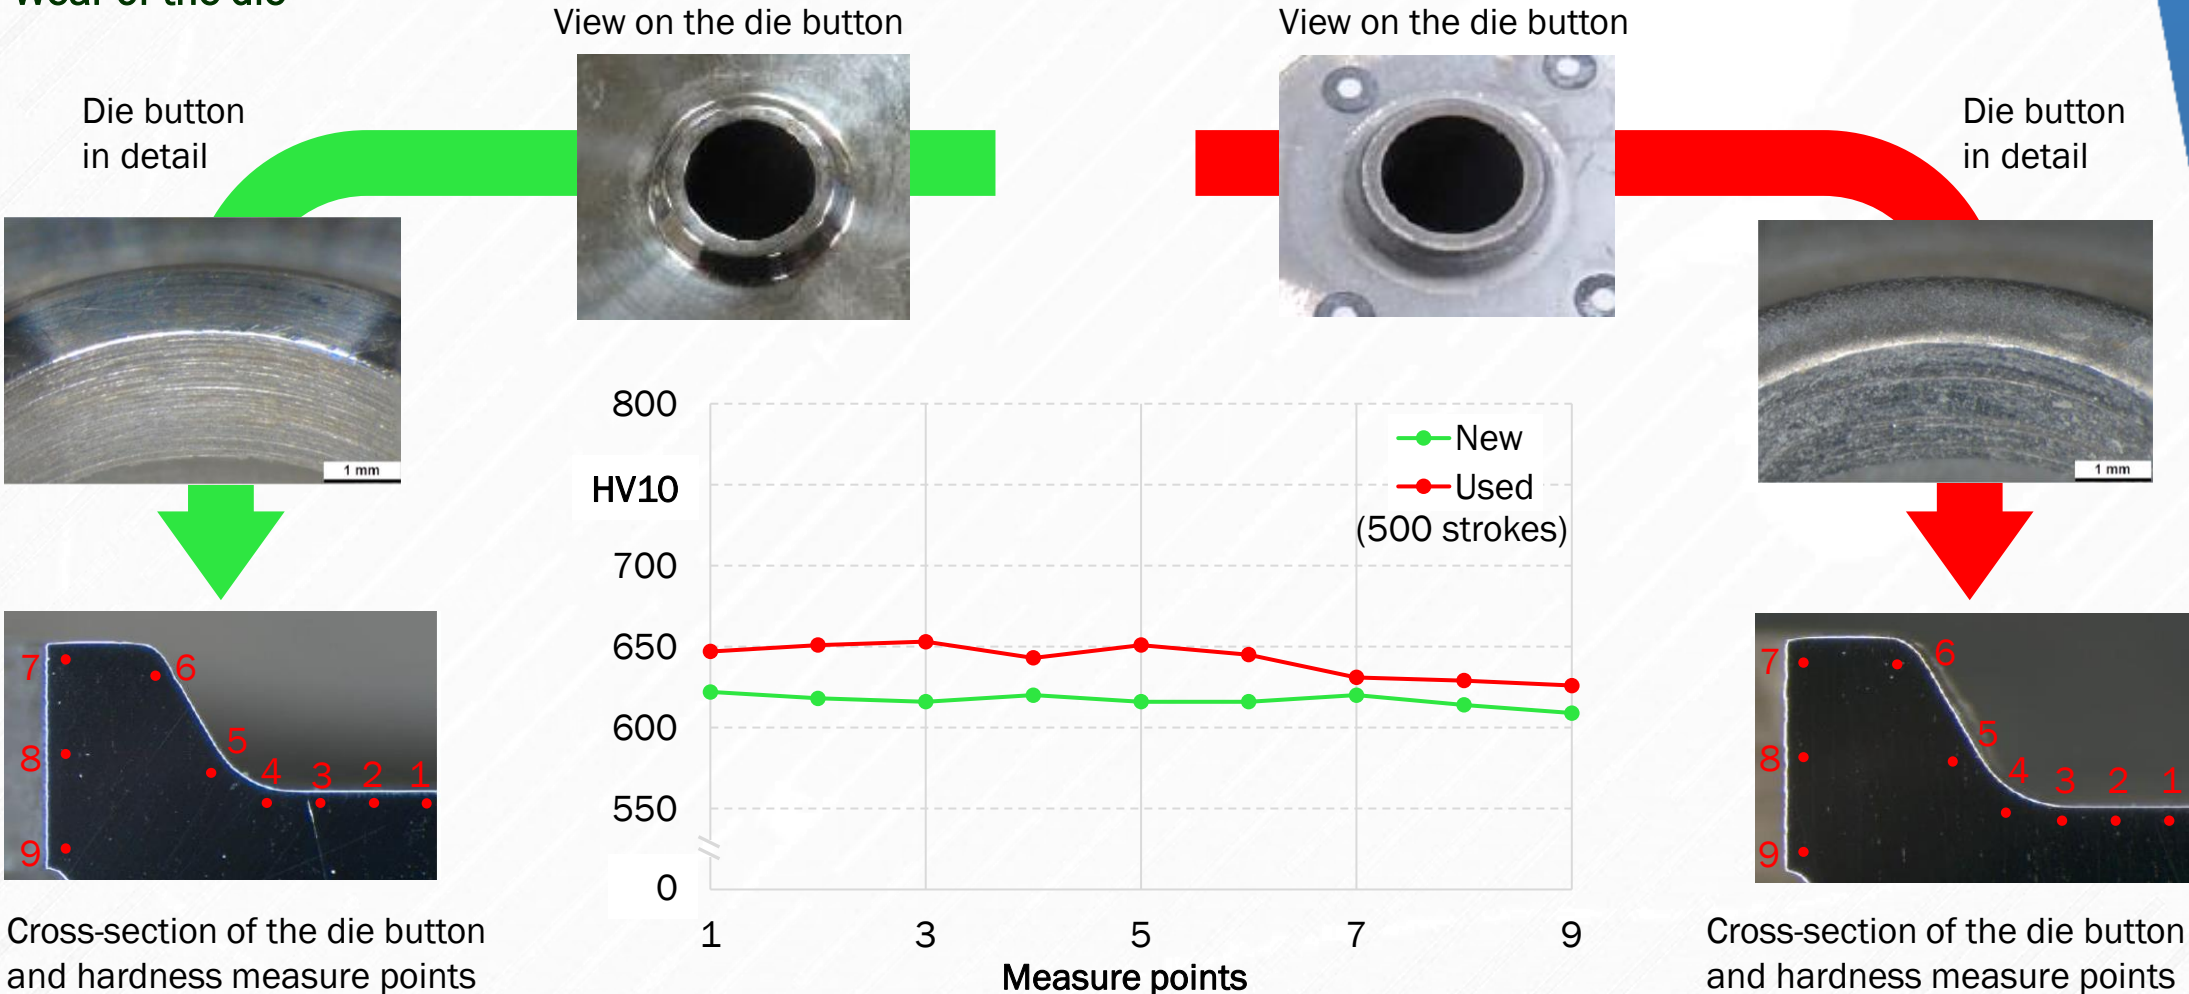 Wear of the die
View on the die button
View on the die button
Die button
in detail
Die button
in detail
1 mm
1 mm
800
HV10
700
650
600
550
0
1
3
5
7
9
Measure points
New
Used
(500 strokes)
7
6
5
8
4
3
2
1
9
7
6
5
8
4
3
2
1
9
Cross-section of the die button
and hardness measure points
Cross-section of the die button
and hardness measure points